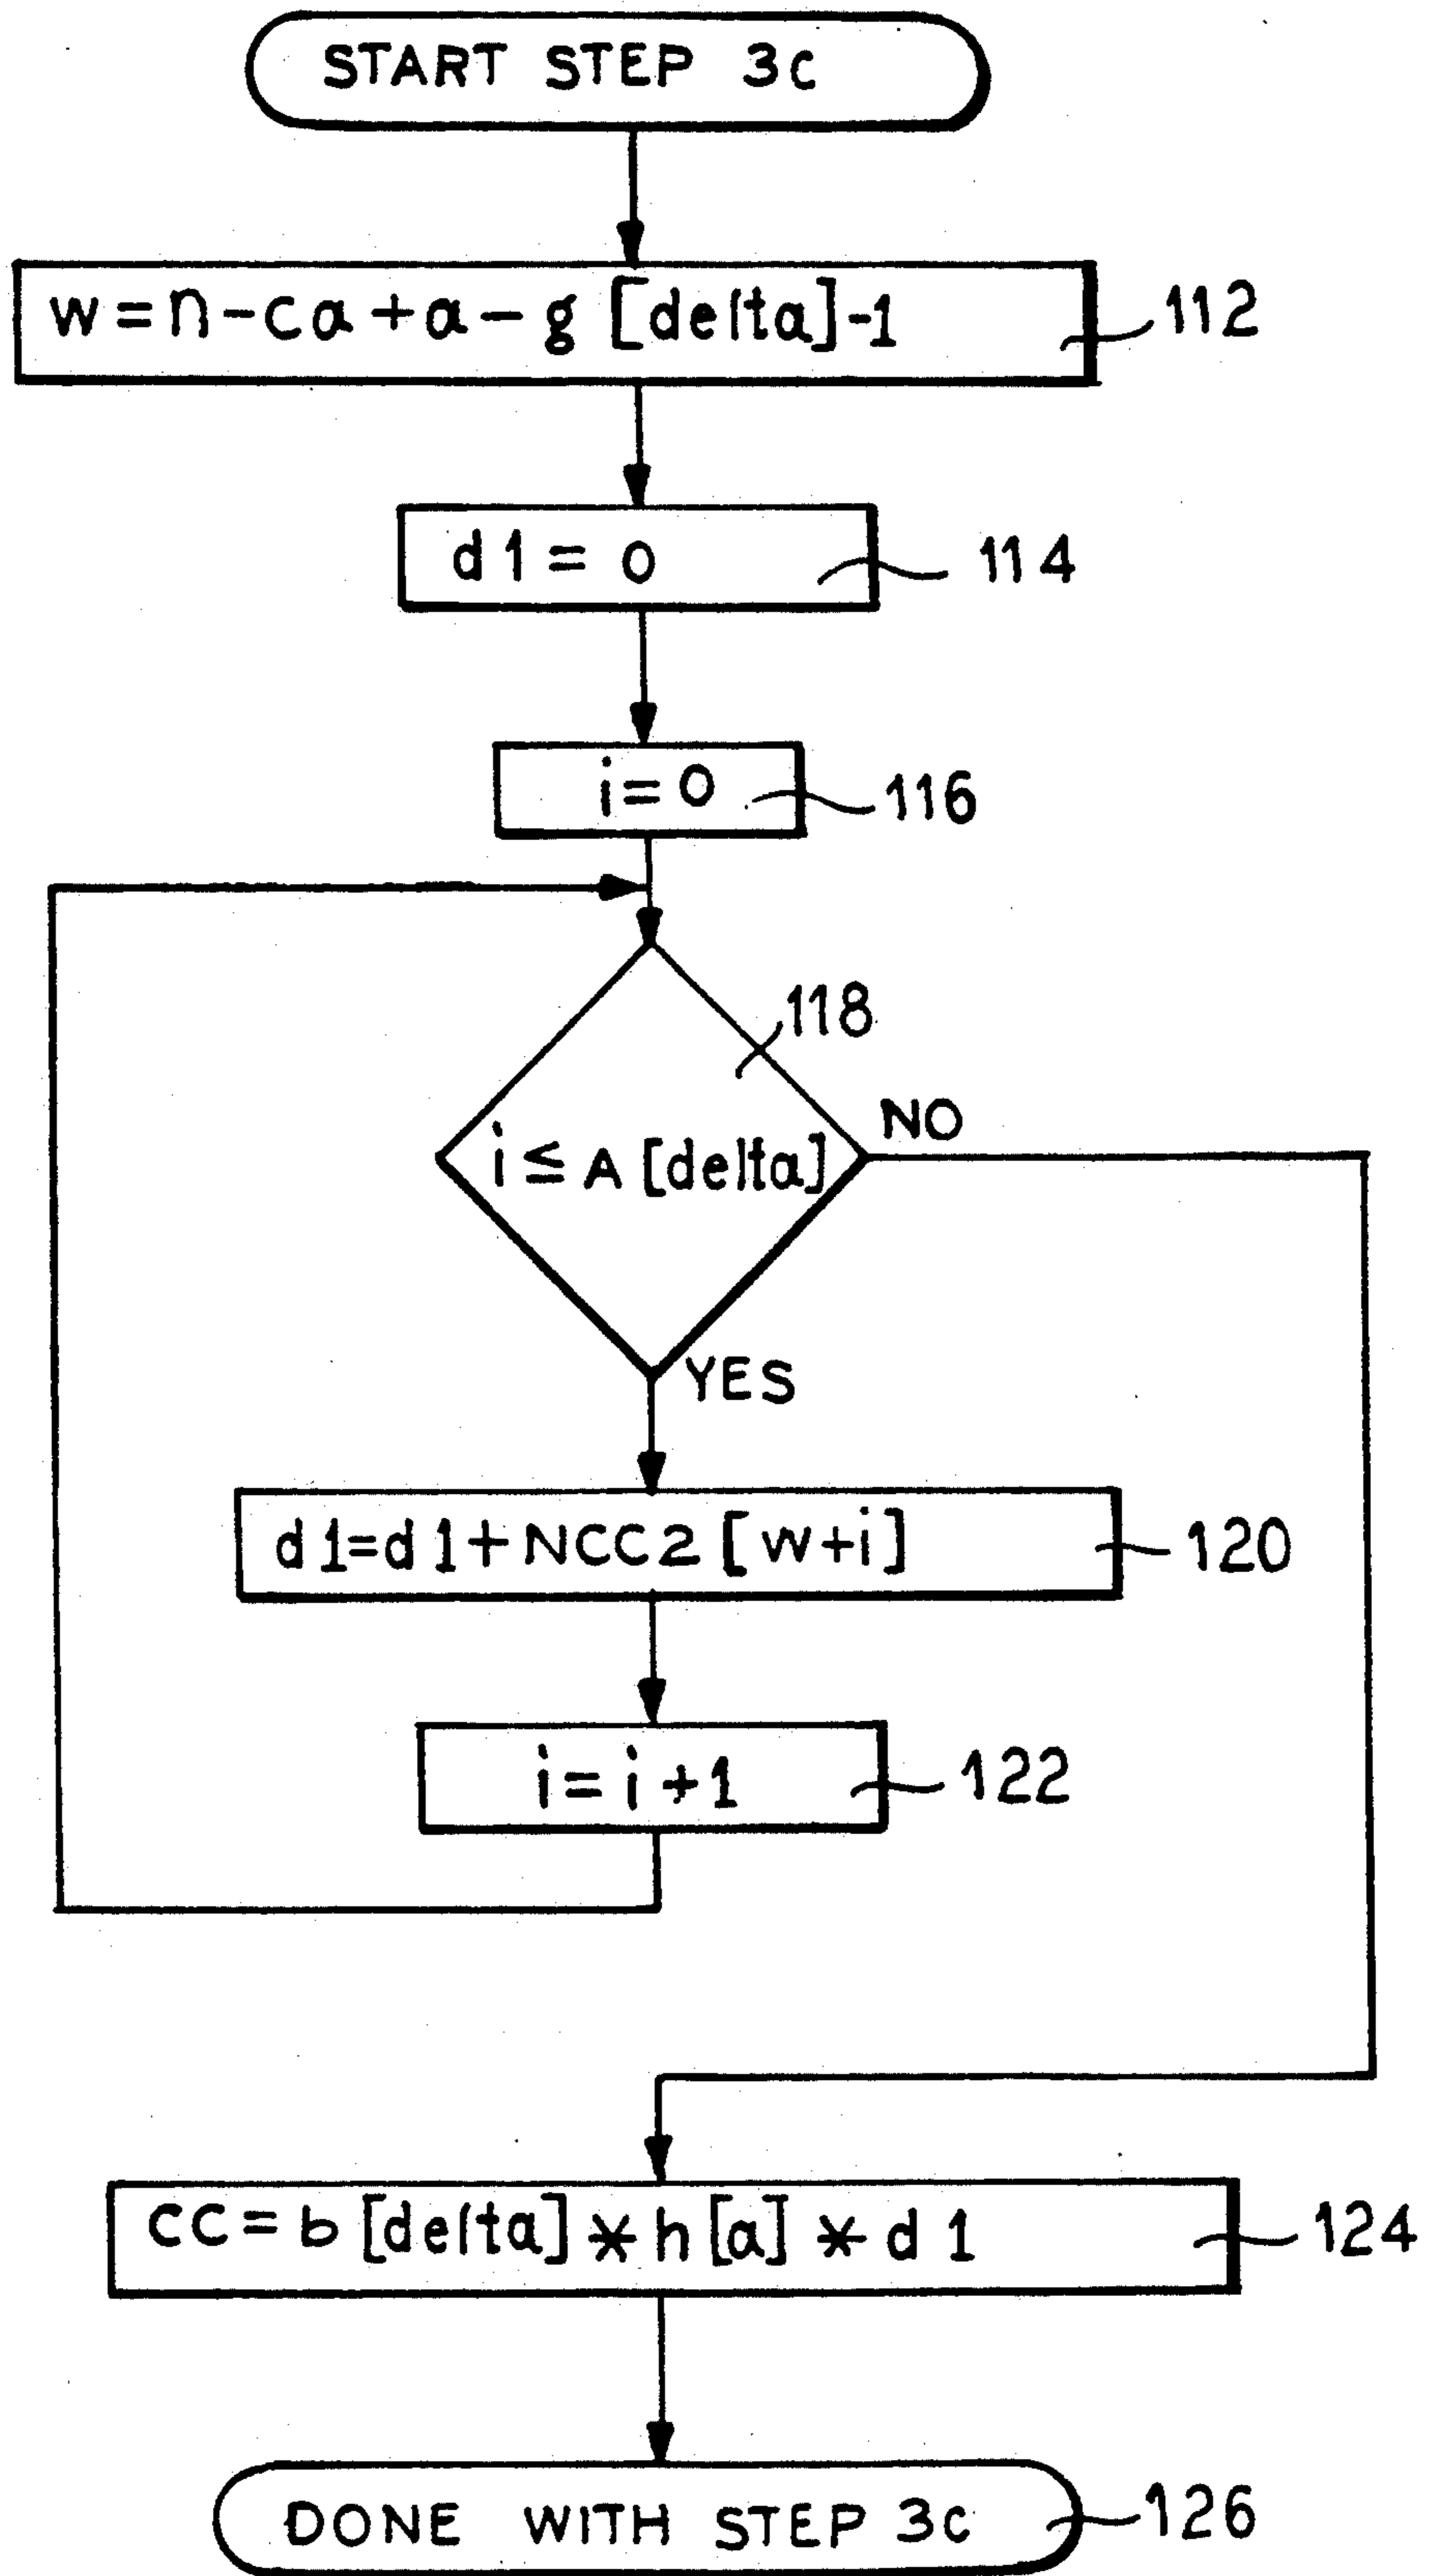 START STEP 3c
w=n-ca+a-g [delta]-1
112
d1=0
114
i=0
116
118
i≤A[delta]
NO
YES
d1=d1+NCC2[w+i]
120
i=i+1
122
cc=b[delta]*h[a]*d1
124
DONE WITH STEP 3c
126